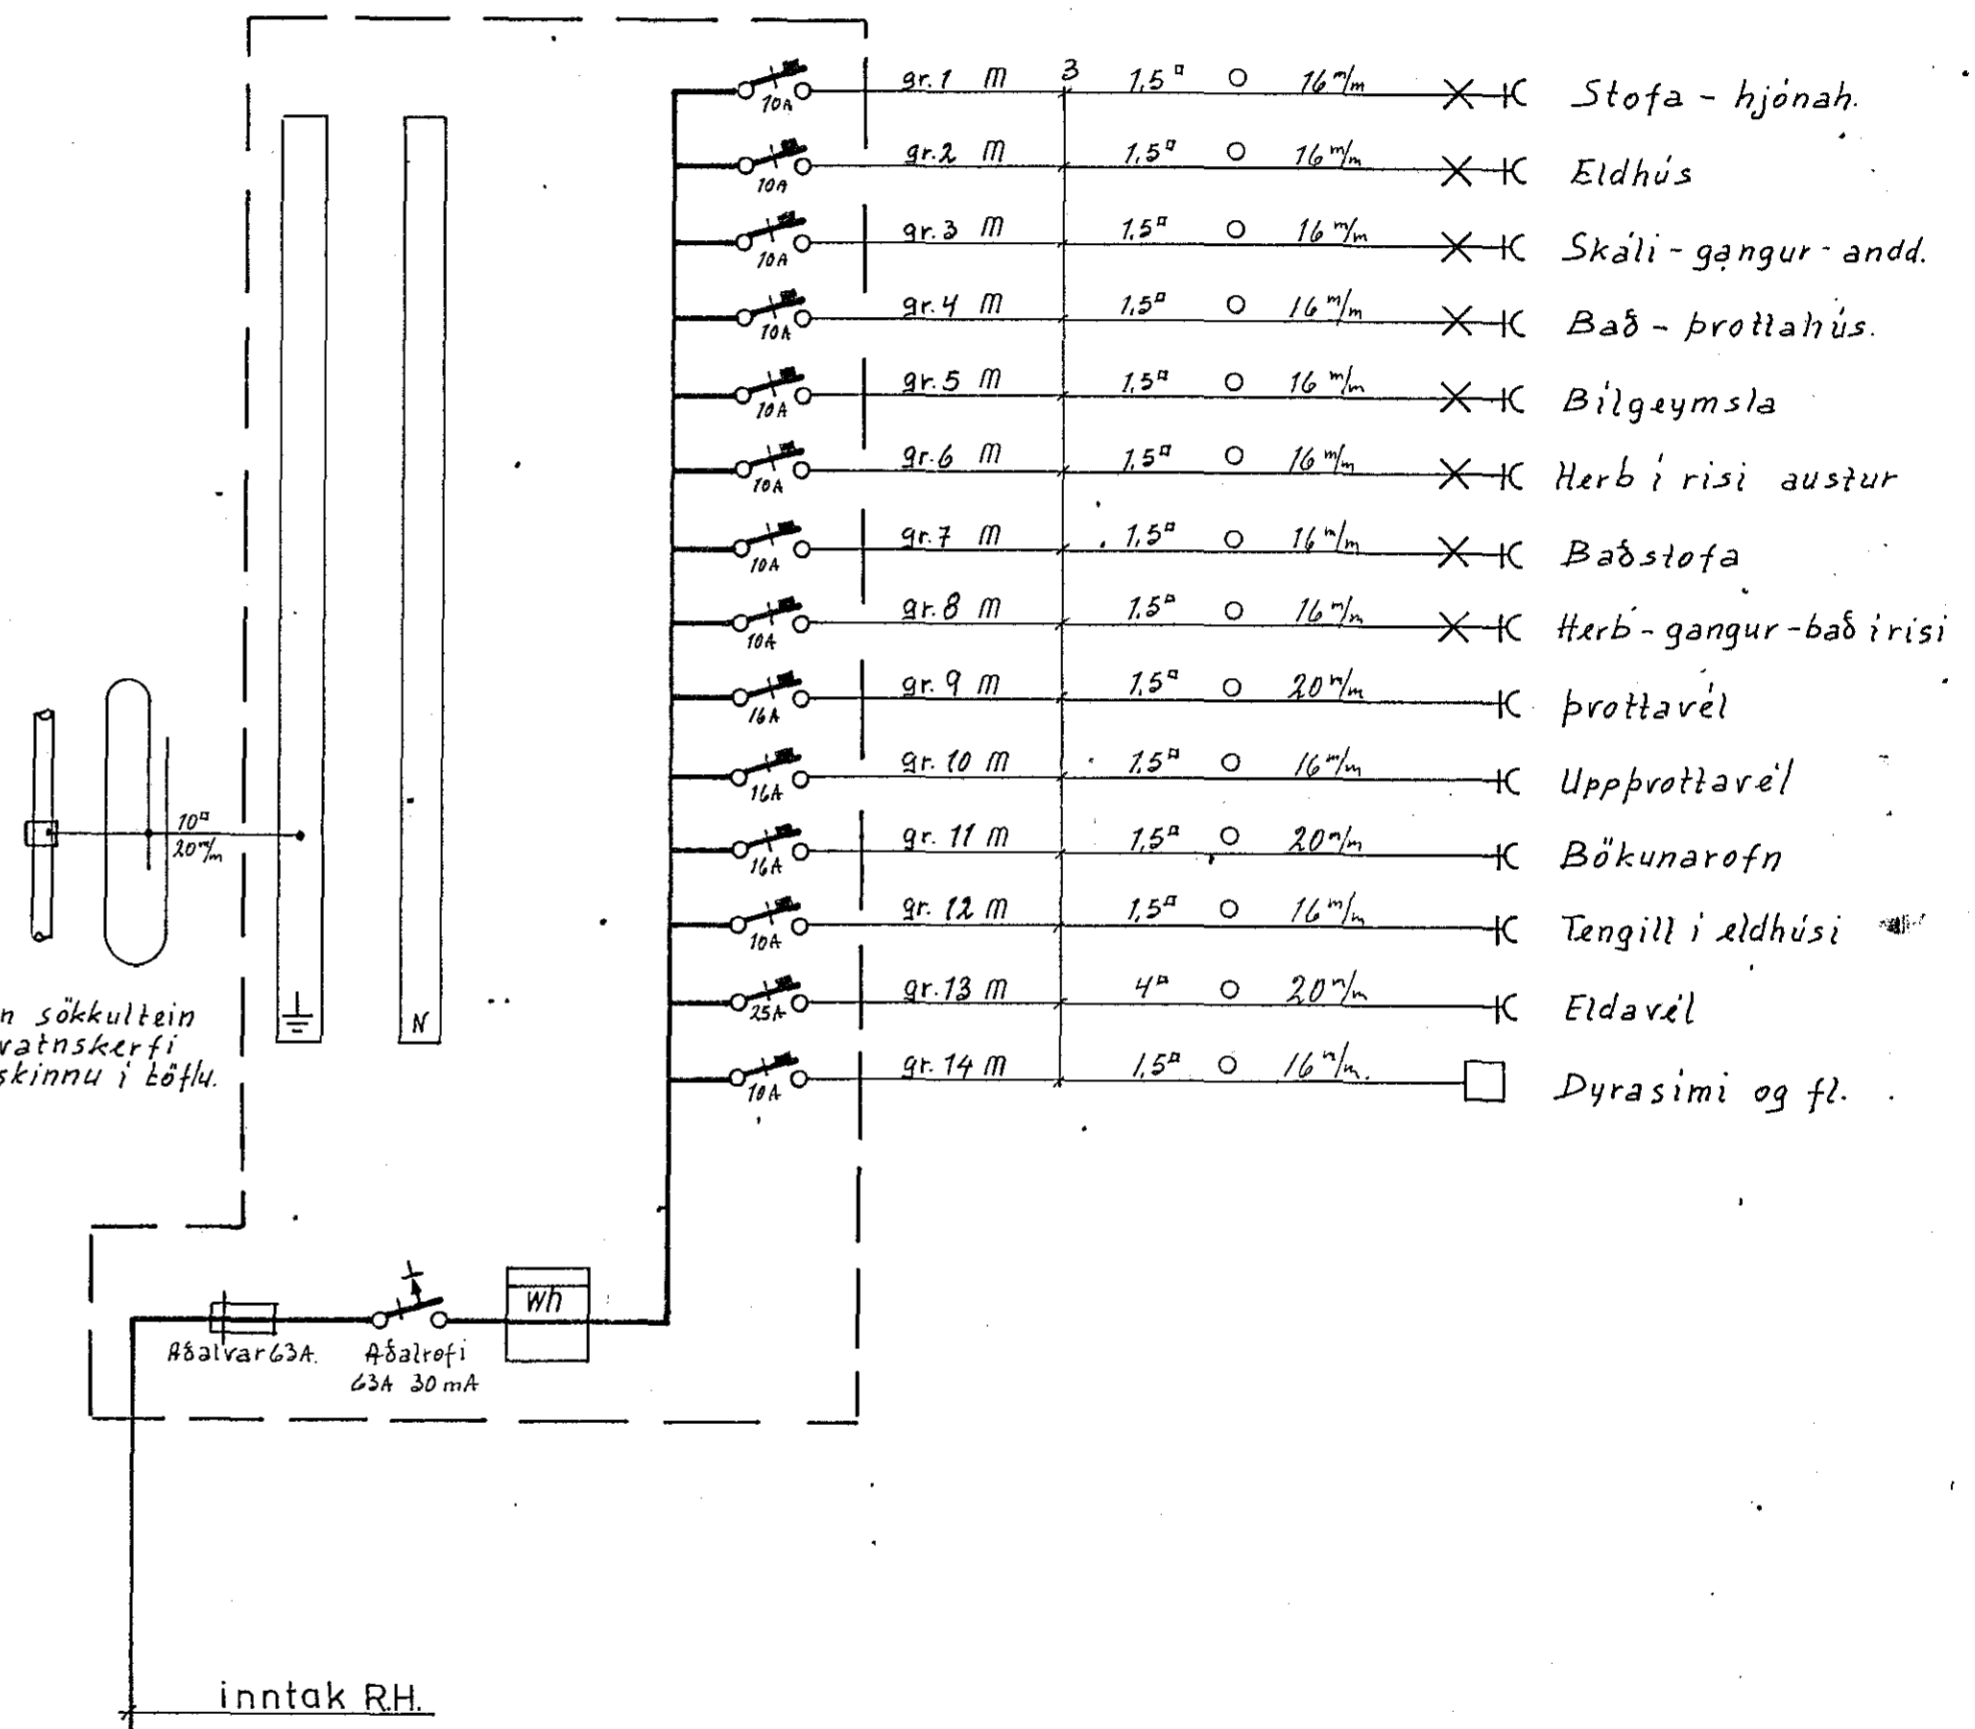 gr.1 m 3 1,5¤ O 16 m/m Stofa - hjónah.
10A
gr.2 m 1,5¤ O 16 m/m Eldhús
10A
gr.3 m 1,5¤ O 16 m/m Skáli - gangur - andd.
10A
gr.4 m 1,5¤ O 16 m/m Bað - þvottahús.
10A
gr.5 m 1,5¤ O 16 m/m Bílgeymsla
10A
gr.6 m 1,5¤ O 16 m/m Herb í risi austur
10A
gr.7 m 1,5¤ O 16 m/m Baðstofa
10A
gr.8 m 1,5¤ O 16 m/m Herb - gangur - bað í risi
10A
gr. 9 m 1,5¤ O 20 m/m Þvottavél
16A
gr. 10 m 1,5¤ O 16 m/m Uppþvottavél
16A
10¤
20 m/m
gr. 11 m 1,5¤ O 20 m/m Bökunarofn
16A
gr. 12 m 1,5¤ O 16 m/m Tengill í eldhúsi
10A
gr. 13 m 4¤ O 20 m/m Eldavél
25A
N
n sökkultein
vatnskerfi
skinnu í töflu.
gr. 14 m 1,5¤ O 16 m/m. Dyrasími og fl.
10A
Wh
Aðalvar 63A.
Aðalrofi
63A 30 mA
inntak R.H.